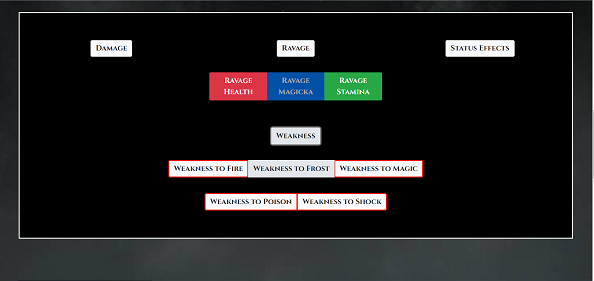 Damage
Ravage
Status Effects
Ravage Health
Ravage Magicka
Ravage Stamina
Weakness
Weakness to Fire
Weakness to Frost
Weakness to Magic
Weakness to Poison
Weakness to Shock